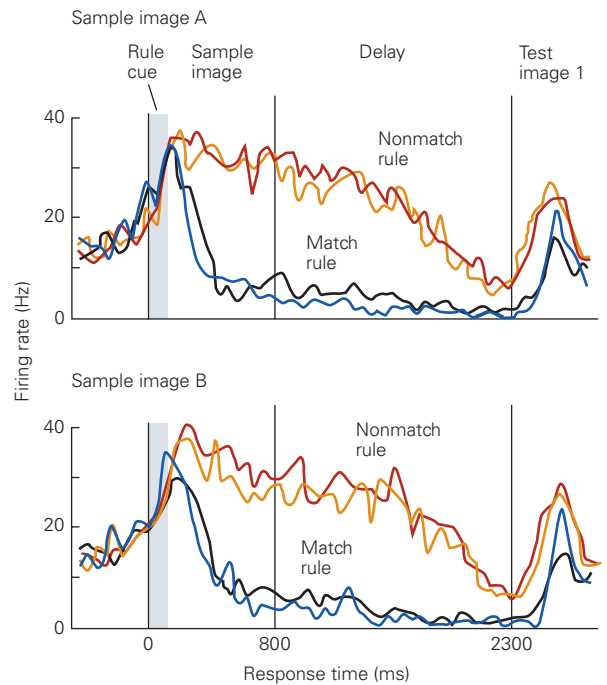 Sample image A
Rule cue
Sample image
Delay
Test image 1
40
20
0
Nonmatch rule
Match rule
Firing rate (Hz)
Sample image B
40
20
0
Nonmatch rule
Match rule
0
800
2300
Response time (ms)